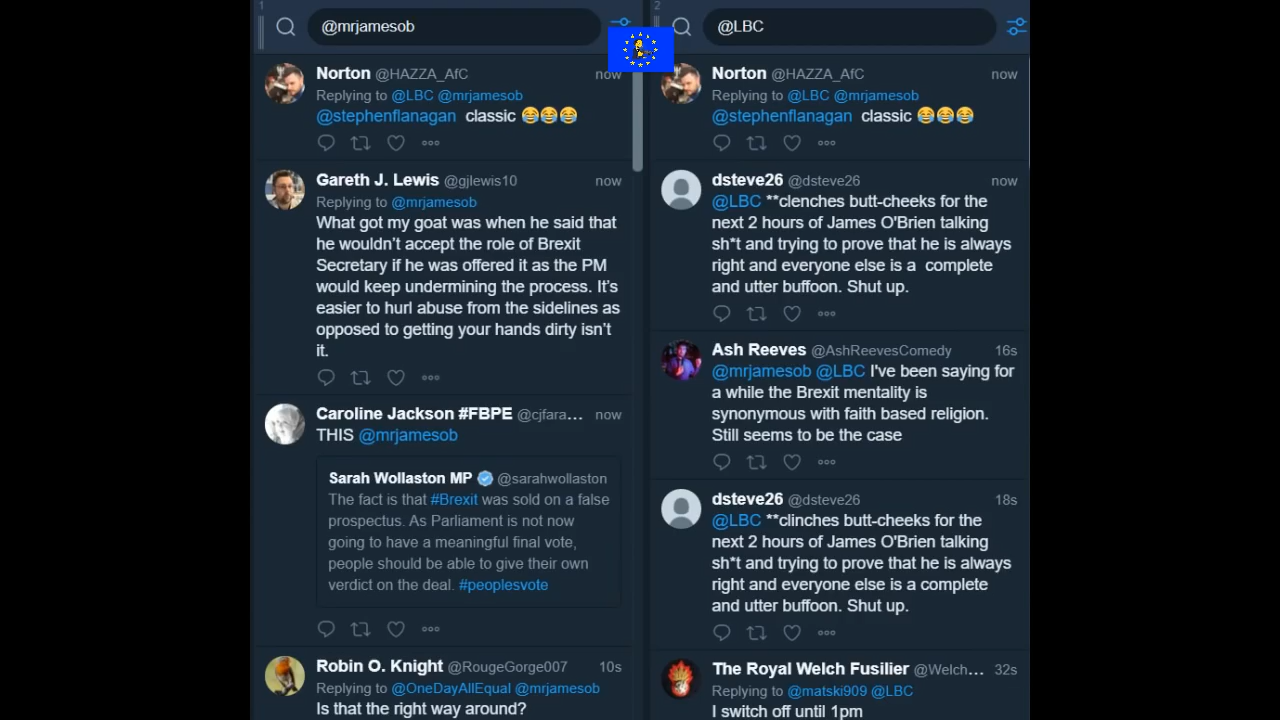 1
@mrjamesob
Norton @HAZZA_AfC now
Replying to @LBC @mrjamesob
@stephenflanagan classic 😂😂😂
Gareth J. Lewis @gjlewis10 now
Replying to @mrjamesob
What got my goat was when he said that
he wouldn't accept the role of Brexit
Secretary if he was offered it as the PM
would keep undermining the process. It's
easier to hurl abuse from the sidelines as
opposed to getting your hands dirty isn't
it.
Caroline Jackson #FBPE @cjfara... now
THIS @mrjamesob
Sarah Wollaston MP @sarahwollaston
The fact is that #Brexit was sold on a false
prospectus. As Parliament is not now
going to have a meaningful final vote,
people should be able to give their own
verdict on the deal. #peoplesvote
Robin O. Knight @RougeGorge007 10s
Replying to @OneDayAllEqual @mrjamesob
Is that the right way around?
2
@LBC
Norton @HAZZA_AfC now
Replying to @LBC @mrjamesob
@stephenflanagan classic 😂😂😂
dsteve26 @dsteve26 now
@LBC **clenches butt-cheeks for the
next 2 hours of James O'Brien talking
sh*t and trying to prove that he is always
right and everyone else is a complete
and utter buffoon. Shut up.
Ash Reeves @AshReevesComedy 16s
@mrjamesob @LBC I've been saying for
a while the Brexit mentality is
synonymous with faith based religion.
Still seems to be the case
dsteve26 @dsteve26 18s
@LBC **clinches butt-cheeks for the
next 2 hours of James O'Brien talking
sh*t and trying to prove that he is always
right and everyone else is a complete
and utter buffoon. Shut up.
The Royal Welch Fusilier @Welch... 32s
Replying to @matski909 @LBC
I switch off until 1pm